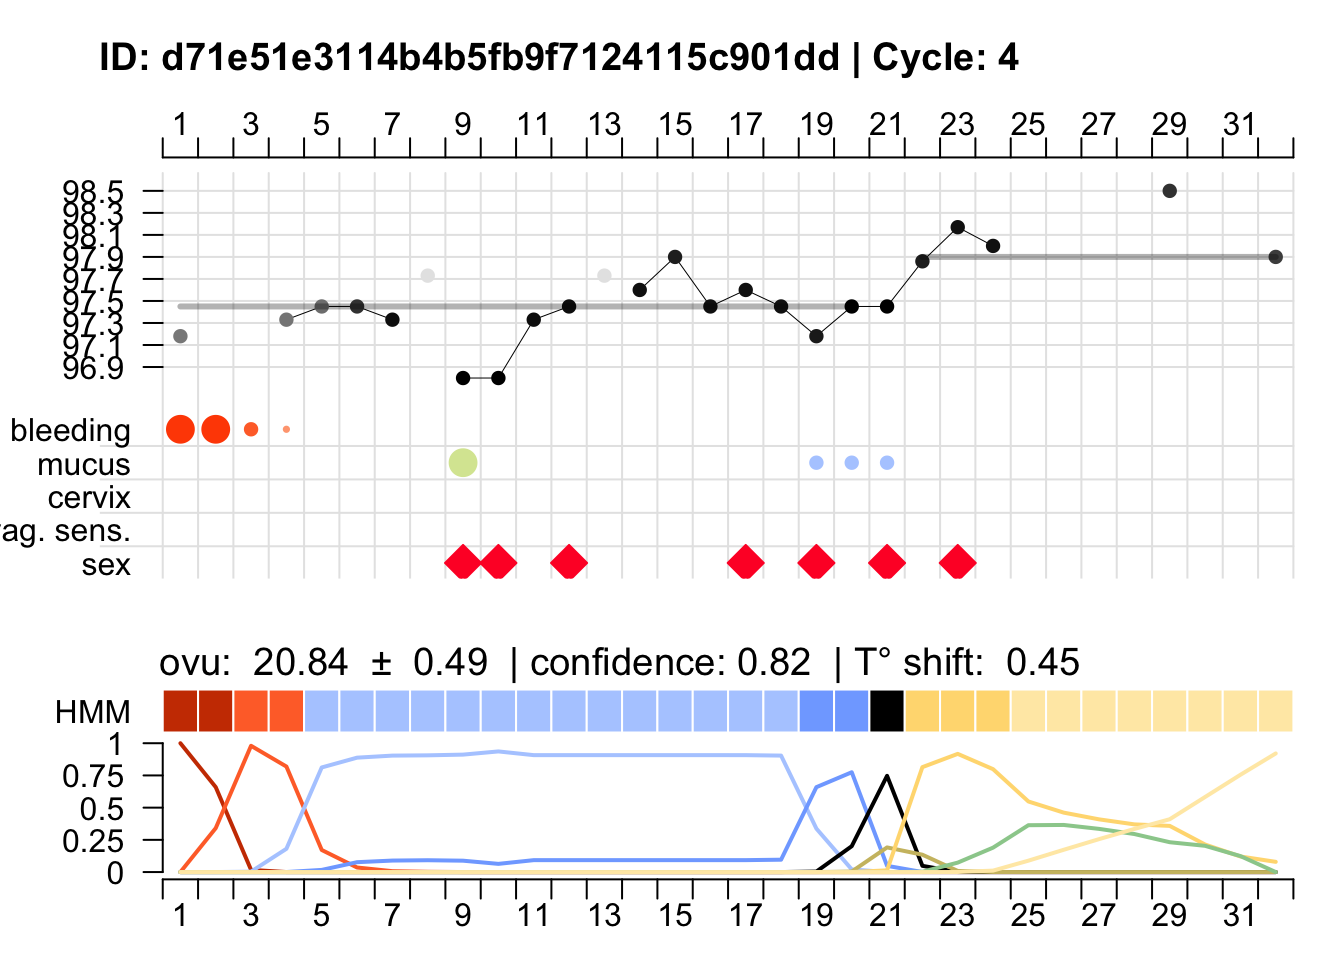 ID: d71e51e3114b4b5fb9f7124115c901dd | Cycle: 4
1 3 5 7 9 11 13 15 17 19 21 23 25 27 29 31
98.5
98.3
98.1
97.9
97.7
97.5
97.3
97.1
96.9
bleeding
mucus
cervix
ag. sens.
sex
ovu: 20.84 ± 0.49 | confidence: 0.82 | T° shift: 0.45
HMM
1
0.75
0.5
0.25
0
1 3 5 7 9 11 13 15 17 19 21 23 25 27 29 31